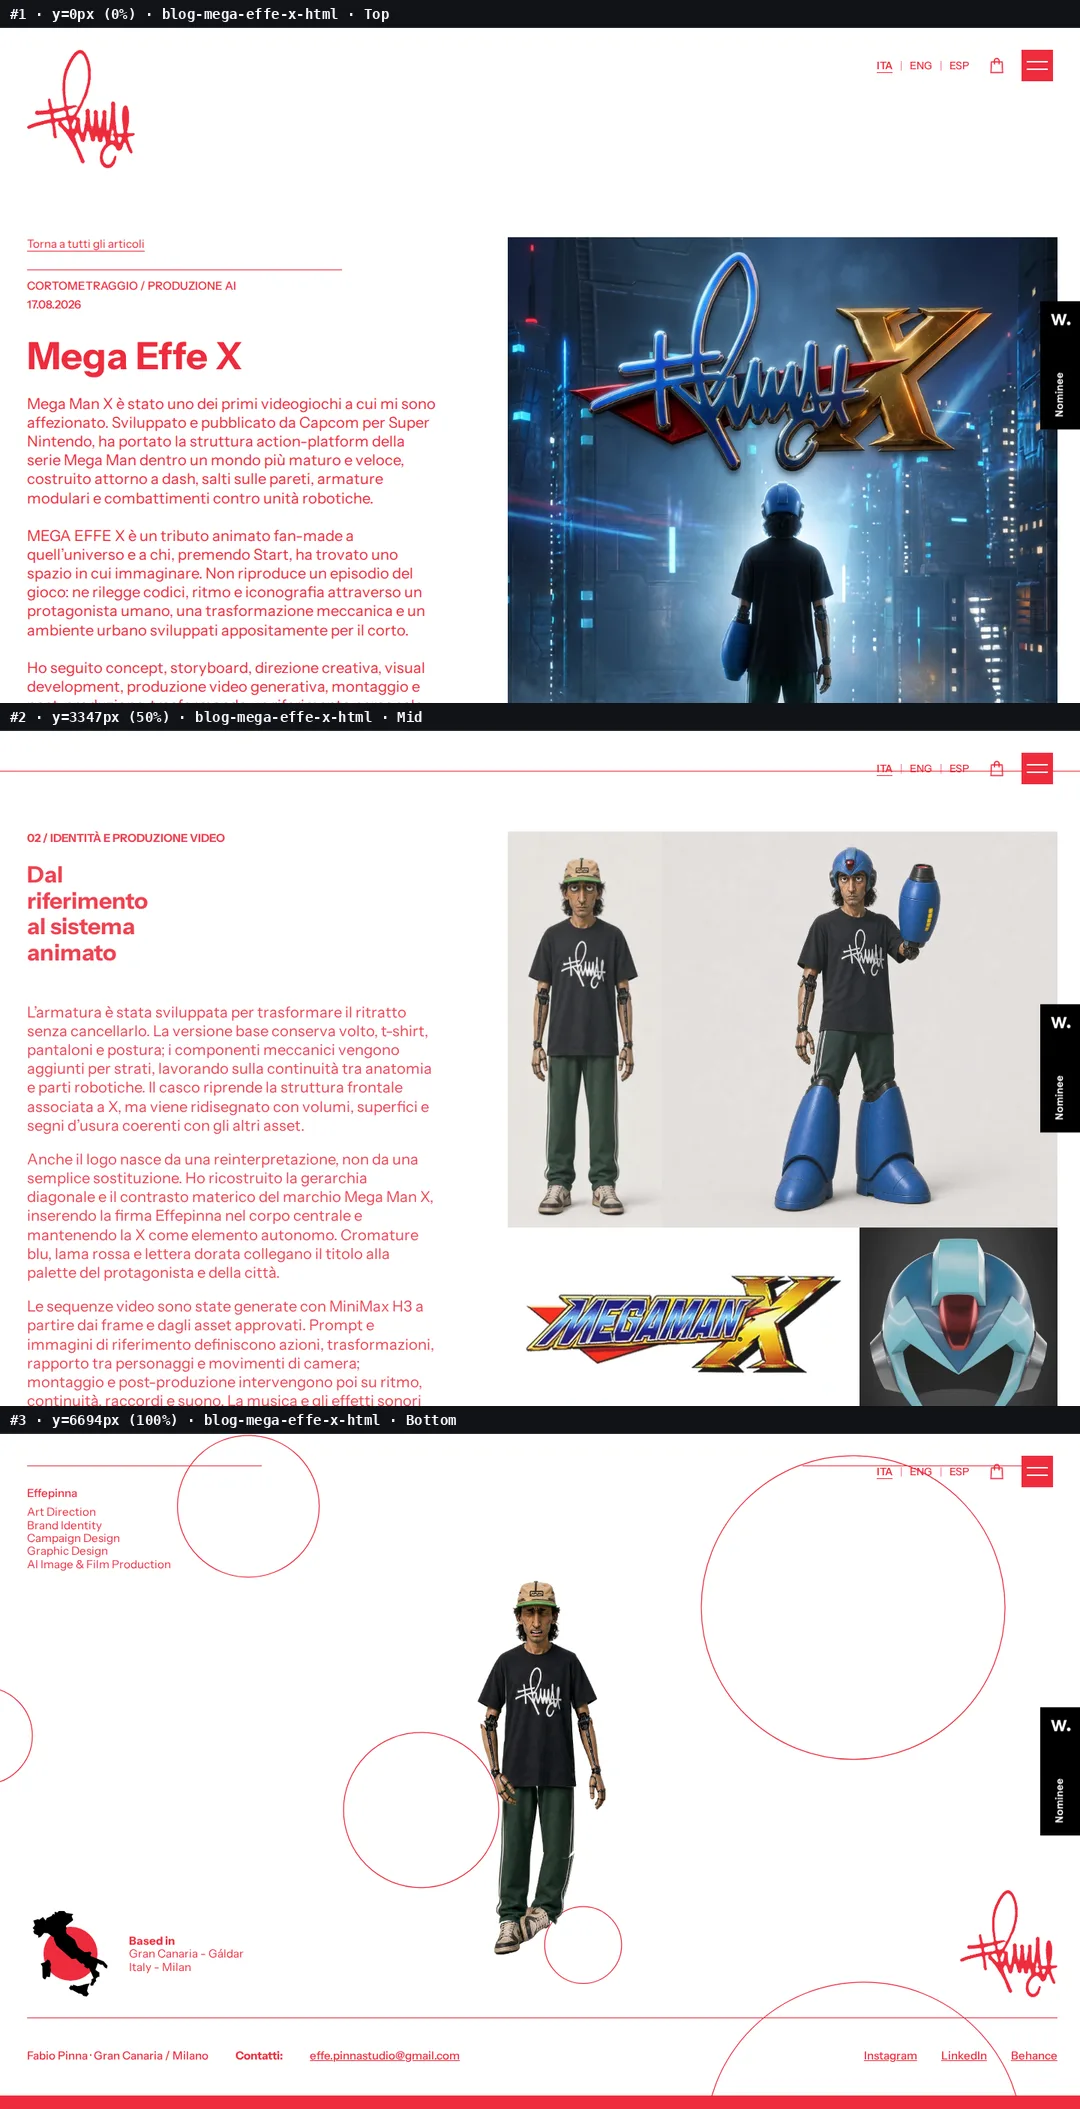 #1 · y=0px (0%) · blog-mega-effe-x-html · Top
ITA | ENG | ESP
Torna a tutti gli articoli
CORTOMETRAGGIO / PRODUZIONE AI
17.08.2026
Mega Effe X
Mega Man X è stato uno dei primi videogiochi a cui mi sono
affezionato. Sviluppato e pubblicato da Capcom per Super
Nintendo, ha portato la struttura action-platform della
serie Mega Man dentro un mondo più maturo e veloce,
costruito attorno a dash, salti sulle pareti, armature
modulari e combattimenti contro unità robotiche.
MEGA EFFE X è un tributo animato fan-made a
quell'universo e a chi, premendo Start, ha trovato uno
spazio in cui immaginare. Non riproduce un episodio del
gioco: ne rilegge codici, ritmo e iconografia attraverso un
protagonista umano, una trasformazione meccanica e un
ambiente urbano sviluppati appositamente per il corto.
Ho seguito concept, storyboard, direzione creativa, visual
development, produzione video generativa, montaggio e
X
W.
Nominee
#2 · y=3347px (50%) · blog-mega-effe-x-html · Mid
ITA | ENG | ESP
02 / IDENTITÀ E PRODUZIONE VIDEO
Dal
riferimento
al sistema
animato
L'armatura è stata sviluppata per trasformare il ritratto
senza cancellarlo. La versione base conserva volto, t-shirt,
pantaloni e postura; i componenti meccanici vengono
aggiunti per strati, lavorando sulla continuità tra anatomia
e parti robotiche. Il casco riprende la struttura frontale
associata a X, ma viene ridisegnato con volumi, superfici e
segni d'usura coerenti con gli altri asset.
Anche il logo nasce da una reinterpretazione, non da una
semplice sostituzione. Ho ricostruito la gerarchia
diagonale e il contrasto materico del marchio Mega Man X,
inserendo la firma Effepinna nel corpo centrale e
mantenendo la X come elemento autonomo. Cromature
blu, lama rossa e lettera dorata collegano il titolo alla
palette del protagonista e della città.
Le sequenze video sono state generate con MiniMax H3 a
partire dai frame e dagli asset approvati. Prompt e
immagini di riferimento definiscono azioni, trasformazioni,
rapporto tra personaggi e movimenti di camera;
montaggio e post-produzione intervengono poi su ritmo,
continuità, raccordi e suono. La musica e gli effetti sonori
MEGAMAN X
W.
Nominee
#3 · y=6694px (100%) · blog-mega-effe-x-html · Bottom
ITA | ENG | ESP
Effepinna
Art Direction
Brand Identity
Campaign Design
Graphic Design
AI Image & Film Production
W.
Nominee
Based in
Gran Canaria - Gáldar
Italy - Milan
Fabio Pinna · Gran Canaria / Milano
Contatti:
effe.pinnastudio@gmail.com
Instagram
LinkedIn
Behance